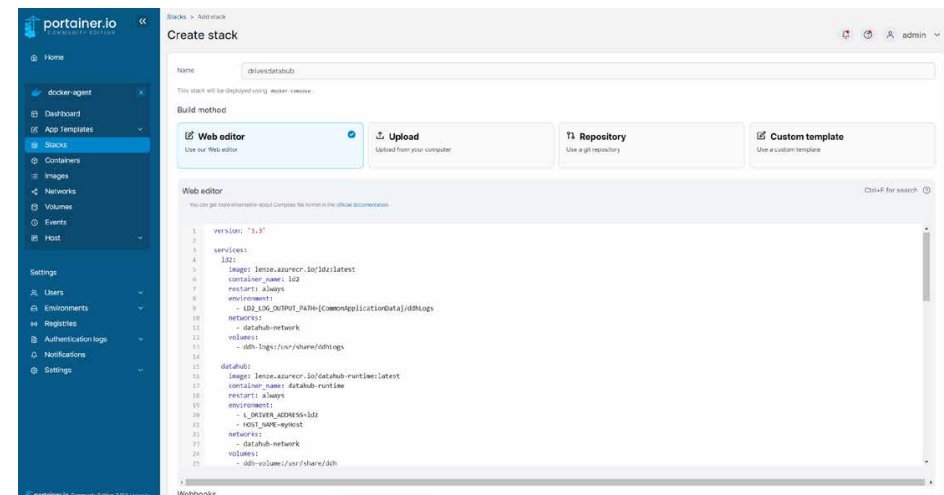 portainer.io
COMMUNITY EDITION
Home
docker-agent
Dashboard
App Templates
Stacks
Containers
Images
Networks
Volumes
Events
Host
Settings
Users
Environments
Registries
Authentication logs
Notifications
Settings
portainer.io Community Edition
Stacks > Add stack
Create stack
admin
Name
drivesdatahub
This stack will be deployed using docker-compose.
Build method
Web editor
Use our Web editor
Upload
Upload from your computer
Repository
Use a git repository
Custom template
Use a custom template
Web editor
Ctrl+F for search
You can get more information about Compose file format in the official documentation.
1 version: '3.3'
2
3 services:
4 ld2:
5 image: lenze.azurecr.io/ld2:latest
6 container_name: ld2
7 restart: always
8 environment:
9 - LD2_LOG_OUTPUT_PATH=[CommonApplicationData]/ddhLogs
10 networks:
11 - datahub-network
12 volumes:
13 - ddh-logs:/usr/share/ddhLogs
14
15 datahub:
16 image: lenze.azurecr.io/datahub-runtime:latest
17 container_name: datahub-runtime
18 restart: always
19 environment:
20 - L_DRIVER_ADDRESS=ld2
21 - HOST_NAME=myHost
22 networks:
23 - datahub-network
24 volumes:
25 - ddh-volume:/usr/share/ddh
Webhooks